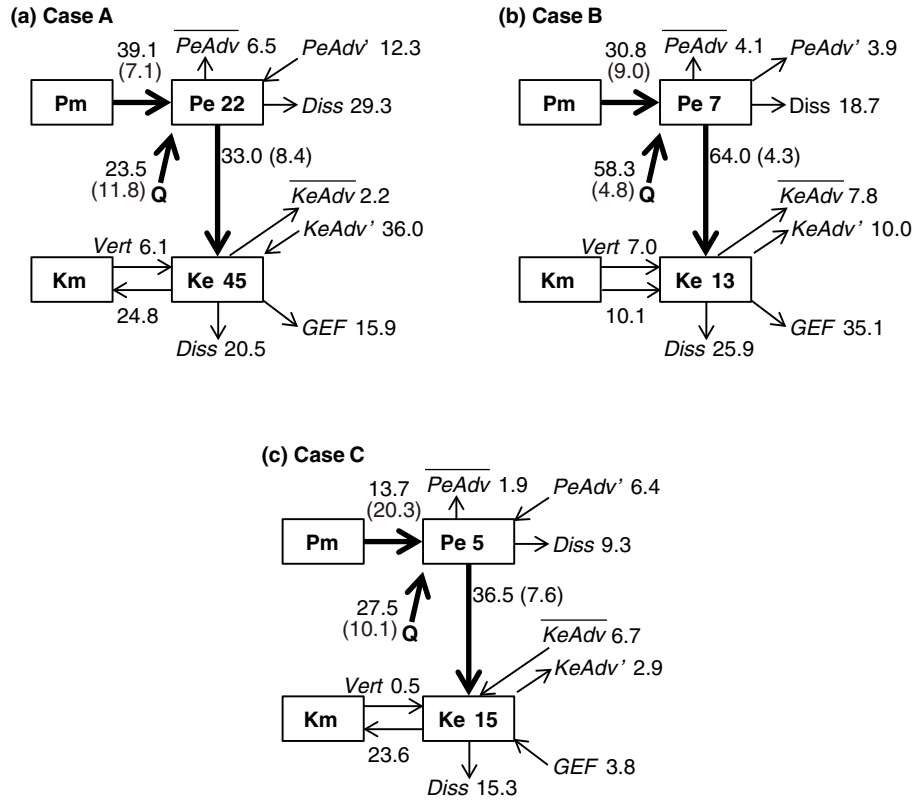 (a) Case A
39.1
(7.1)
PeAdv 6.5
PeAdv' 12.3
Pm
Pe 22
Diss 29.3
23.5
(11.8) Q
33.0 (8.4)
KeAdv 2.2
KeAdv' 36.0
Vert 6.1
Km
Ke 45
24.8
GEF 15.9
Diss 20.5
(b) Case B
30.8
(9.0)
PeAdv 4.1
PeAdv' 3.9
Pm
Pe 7
Diss 18.7
58.3
(4.8) Q
64.0 (4.3)
KeAdv 7.8
KeAdv' 10.0
Vert 7.0
Km
Ke 13
10.1
GEF 35.1
Diss 25.9
(c) Case C
13.7
(20.3)
PeAdv 1.9
PeAdv' 6.4
Pm
Pe 5
Diss 9.3
27.5
(10.1) Q
36.5 (7.6)
KeAdv 6.7
KeAdv' 2.9
Vert 0.5
Km
Ke 15
23.6
GEF 3.8
Diss 15.3